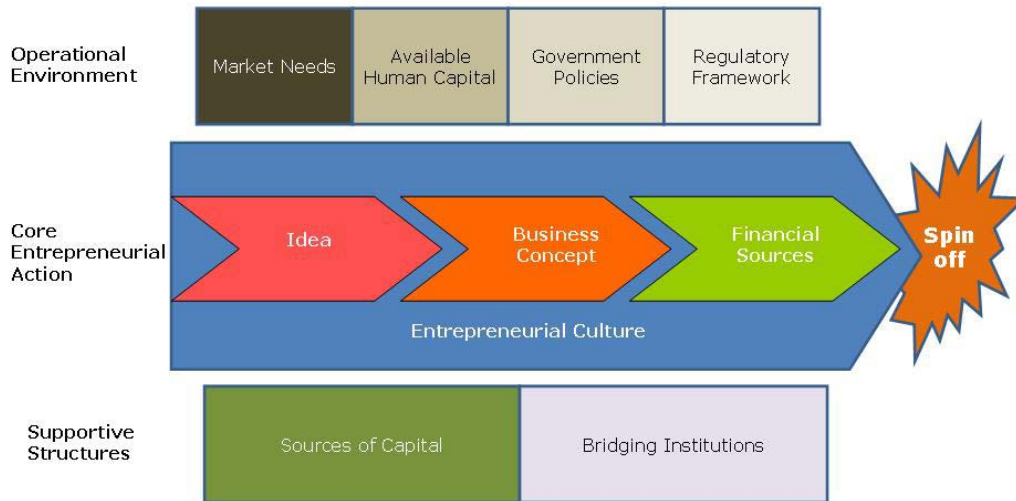 Operational
Environment
Market Needs
Available
Human Capital
Government
Policies
Regulatory
Framework
Core
Entrepreneurial
Action
Idea
Business
Concept
Financial
Sources
Spin
off
Entrepreneurial Culture
Supportive
Structures
Sources of Capital
Bridging Institutions